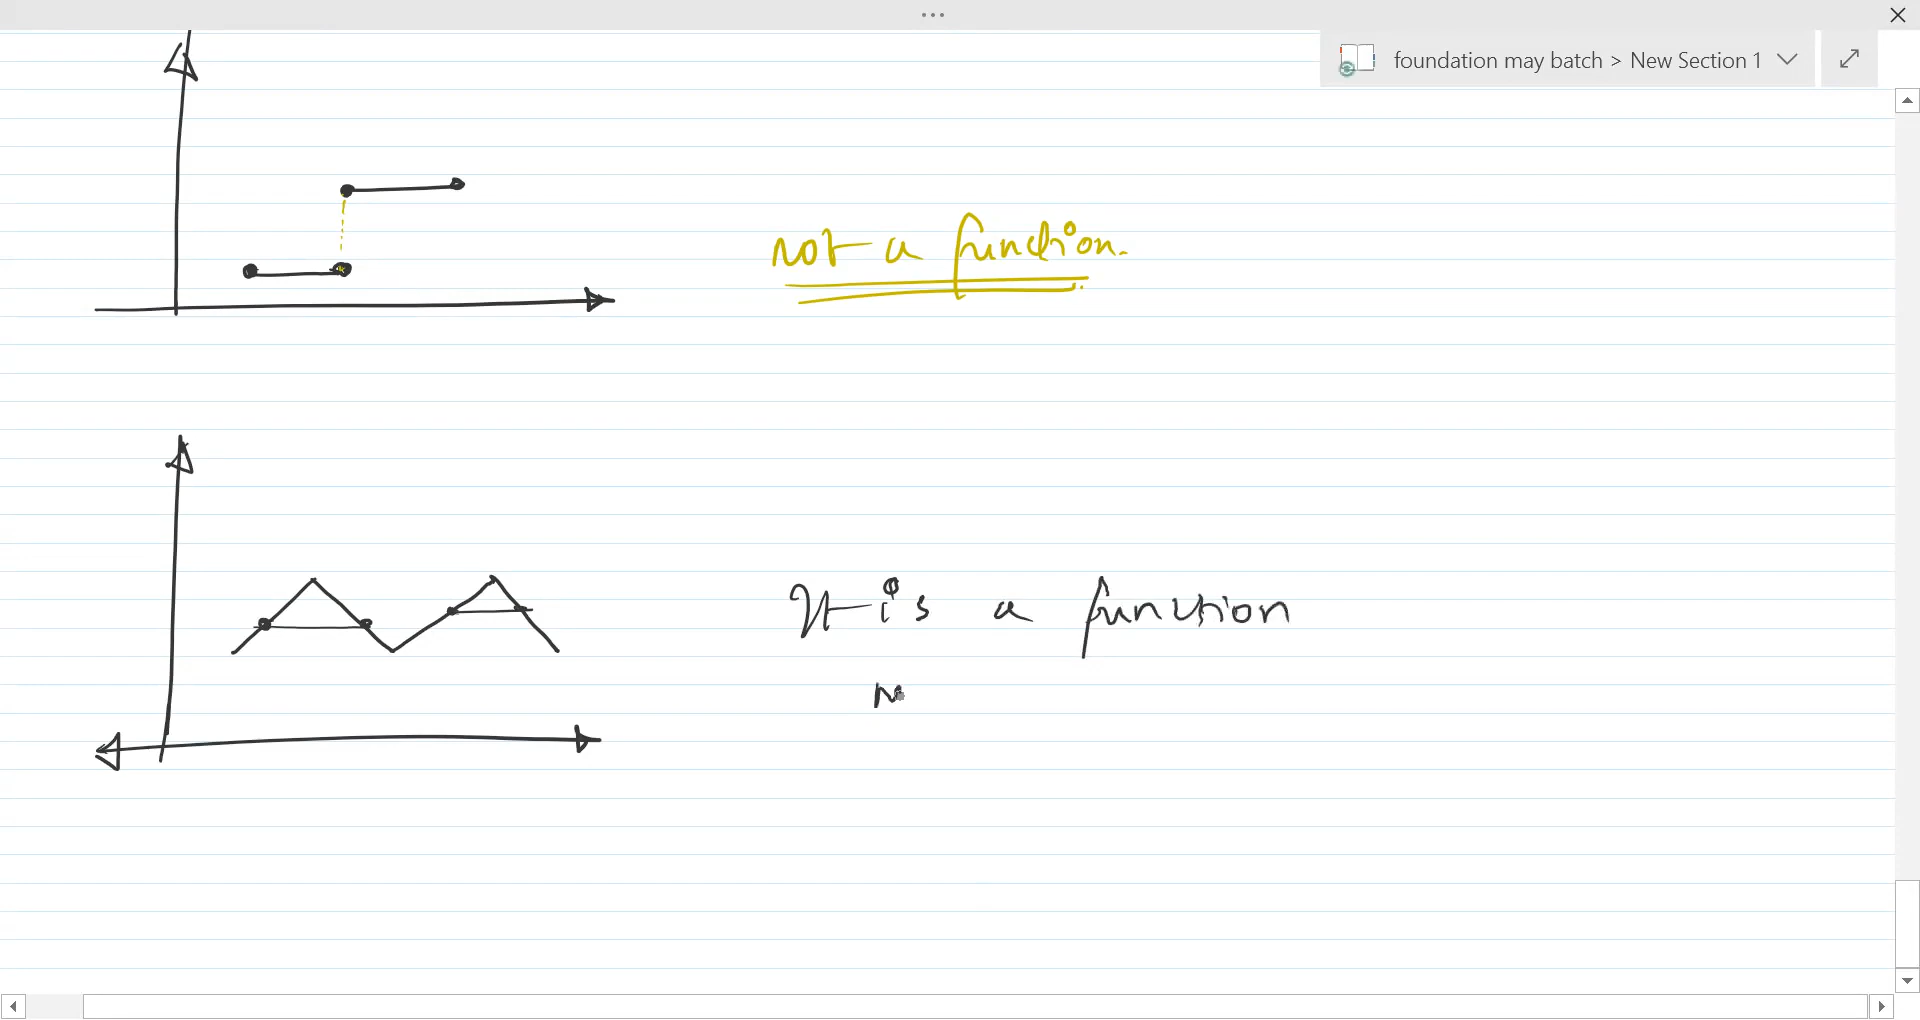 foundation may batch > New Section 1
not a function.
It is a function